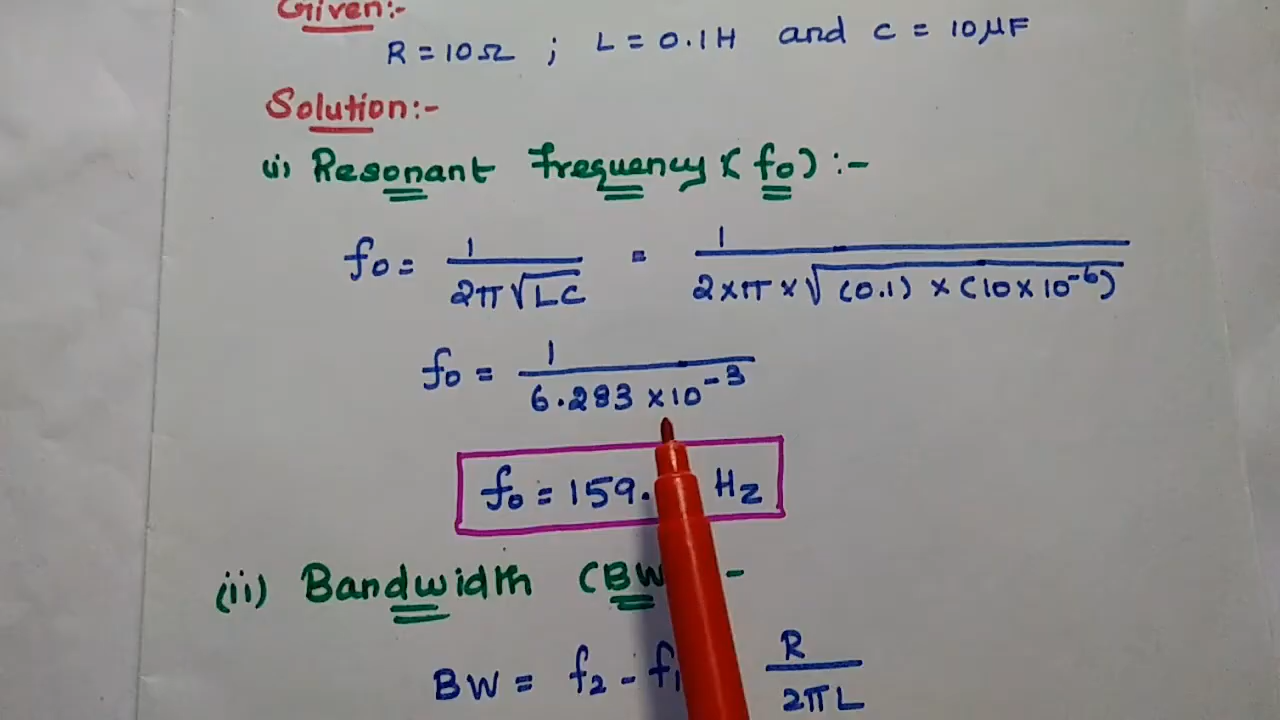 Given:-
R = 10Ω ; L = 0.1H and C = 10μF
Solution:-
(i) Resonant Frequency (fo) :-
fo = 1 / 2π√LC = 1 / 2×π×√(0.1)×(10×10⁻⁶)
fo = 1 / 6.283 ×10⁻³
fo = 159. Hz
(ii) Bandwidth (BW -
BW = f₂ - f₁ R / 2πL